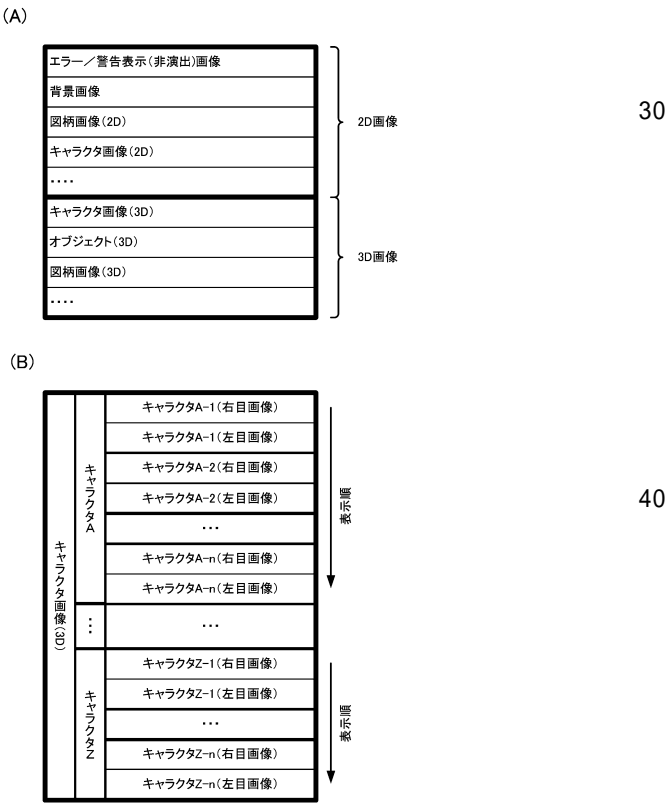 (A)
エラー／警告表示(非演出)画像
背景画像
図柄画像(2D)
キャラクタ画像(2D)
‥‥
2D画像
30
キャラクタ画像(3D)
オブジェクト(3D)
図柄画像(3D)
‥‥
3D画像
(B)
キャラクタ画像(3D)
キャラクタA
キャラクタA-1(右目画像)
キャラクタA-1(左目画像)
キャラクタA-2(右目画像)
キャラクタA-2(左目画像)
…
キャラクタA-n(右目画像)
キャラクタA-n(左目画像)
表示順
40
…
…
キャラクタZ
キャラクタZ-1(右目画像)
キャラクタZ-1(左目画像)
…
キャラクタZ-n(右目画像)
キャラクタZ-n(左目画像)
表示順